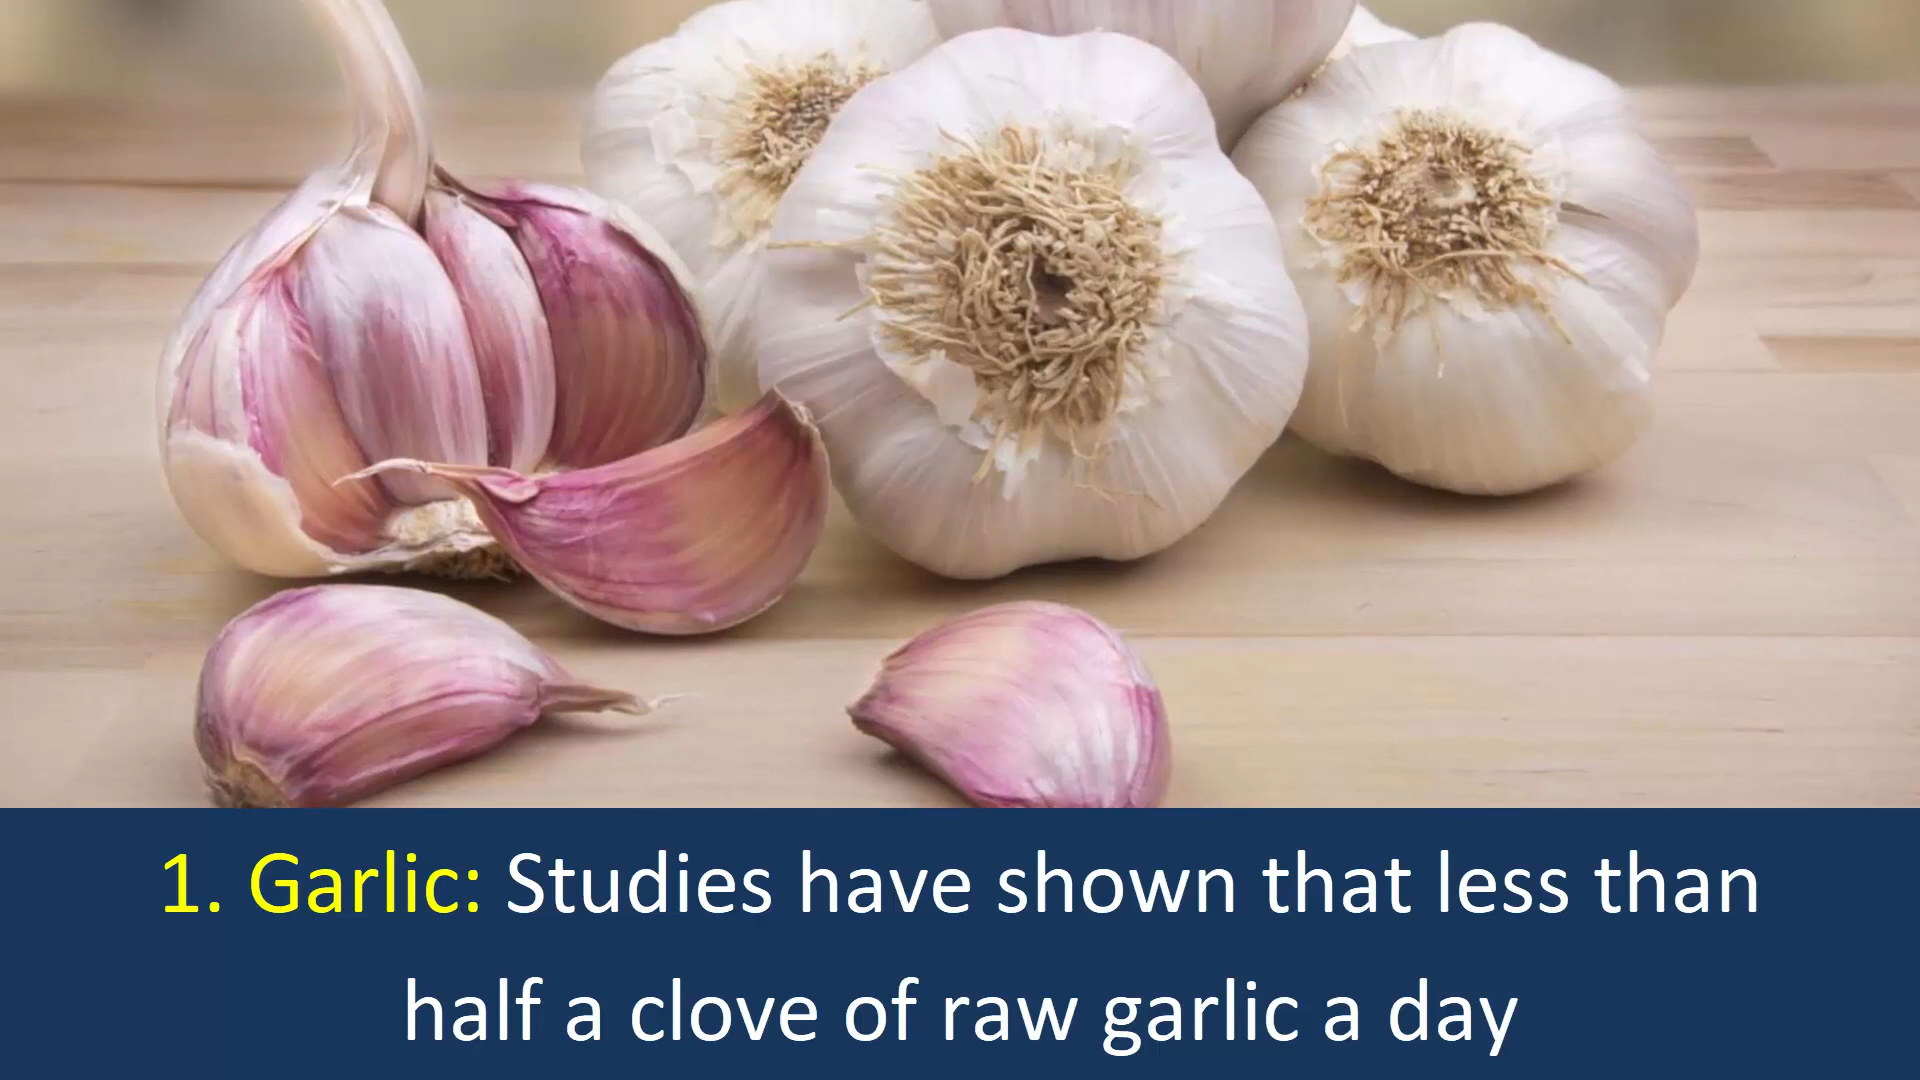 1. Garlic: Studies have shown that less than
half a clove of raw garlic a day